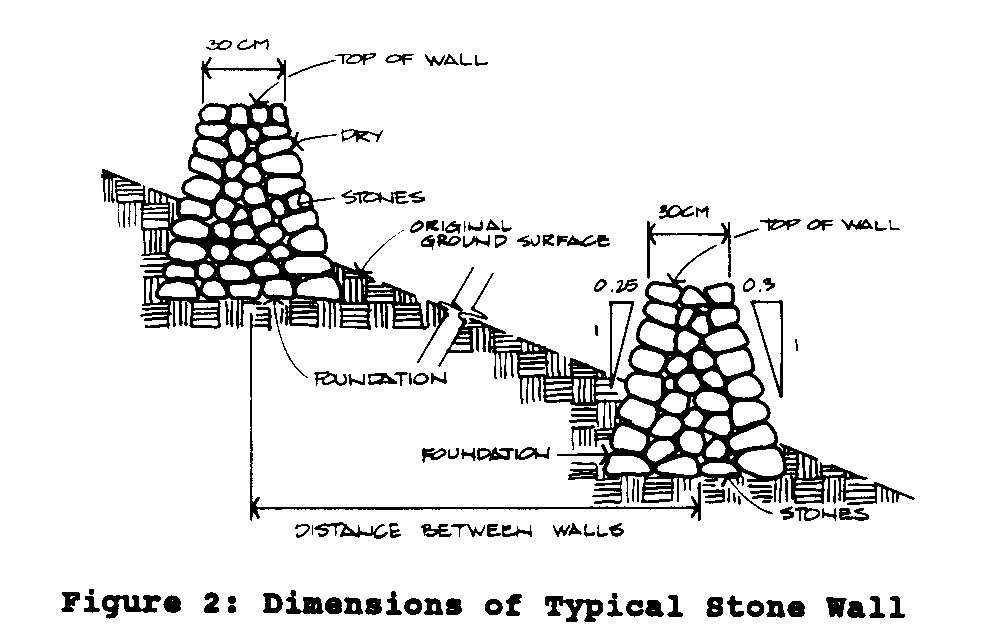 30 CM
TOP OF WALL
DRY
STONES
ORIGINAL
GROUND SURFACE
30CM
TOP OF WALL
0.25
0.3
1
1
FOUNDATION
FOUNDATION
STONES
DISTANCE BETWEEN WALLS
Figure 2: Dimensions of Typical Stone Wall